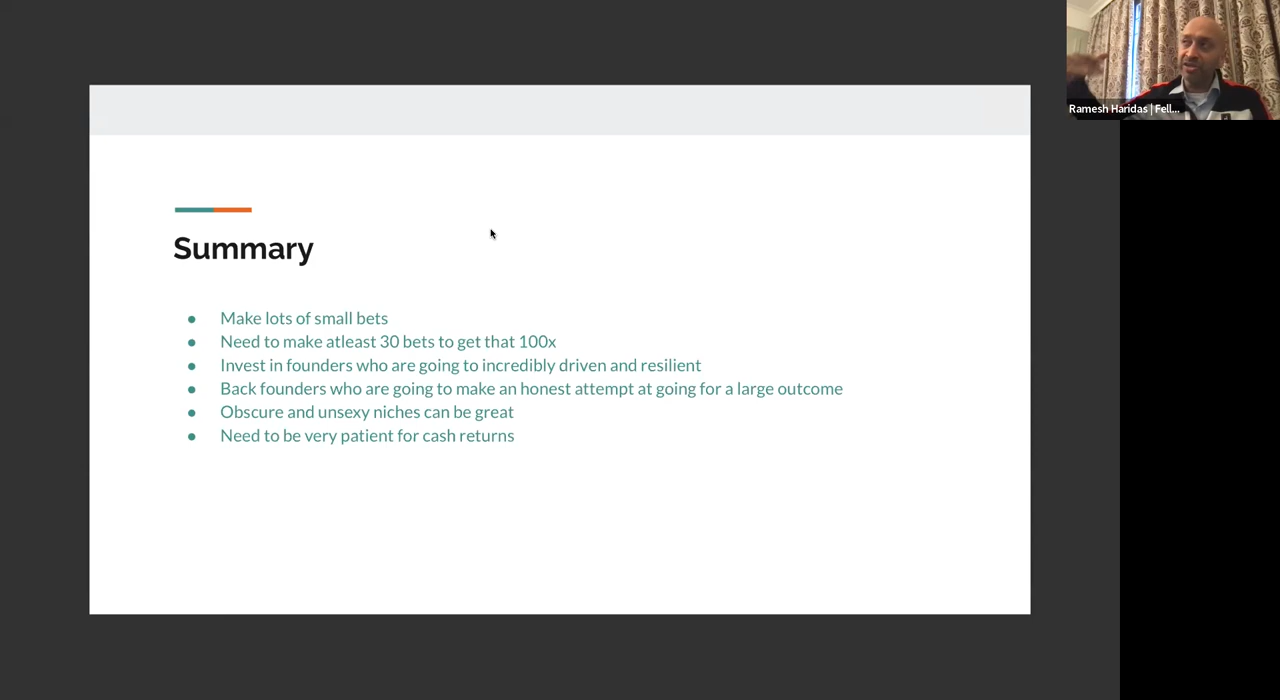 Summary
● Make lots of small bets
● Need to make atleast 30 bets to get that 100x
● Invest in founders who are going to incredibly driven and resilient
● Back founders who are going to make an honest attempt at going for a large outcome
● Obscure and unsexy niches can be great
● Need to be very patient for cash returns
Ramesh Haridas | Fell...